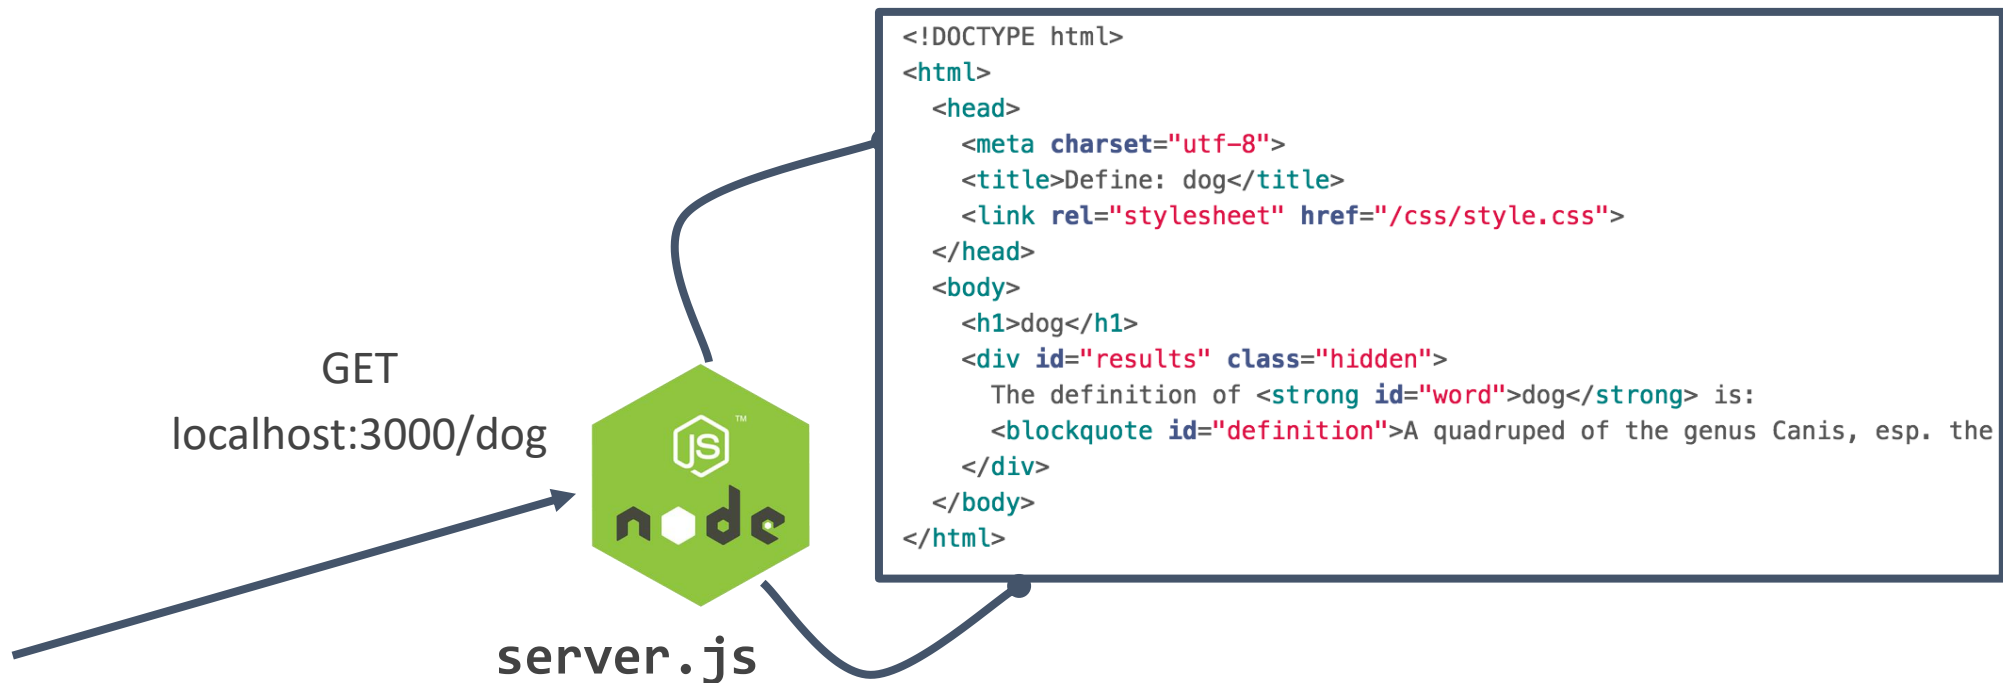 GET
localhost:3000/dog
JS
™
node
server.js
<!DOCTYPE html>
<html>
  <head>
    <meta charset="utf-8">
    <title>Define: dog</title>
    <link rel="stylesheet" href="/css/style.css">
  </head>
  <body>
    <h1>dog</h1>
    <div id="results" class="hidden">
      The definition of <strong id="word">dog</strong> is:
      <blockquote id="definition">A quadruped of the genus Canis, esp. the
    </div>
  </body>
</html>